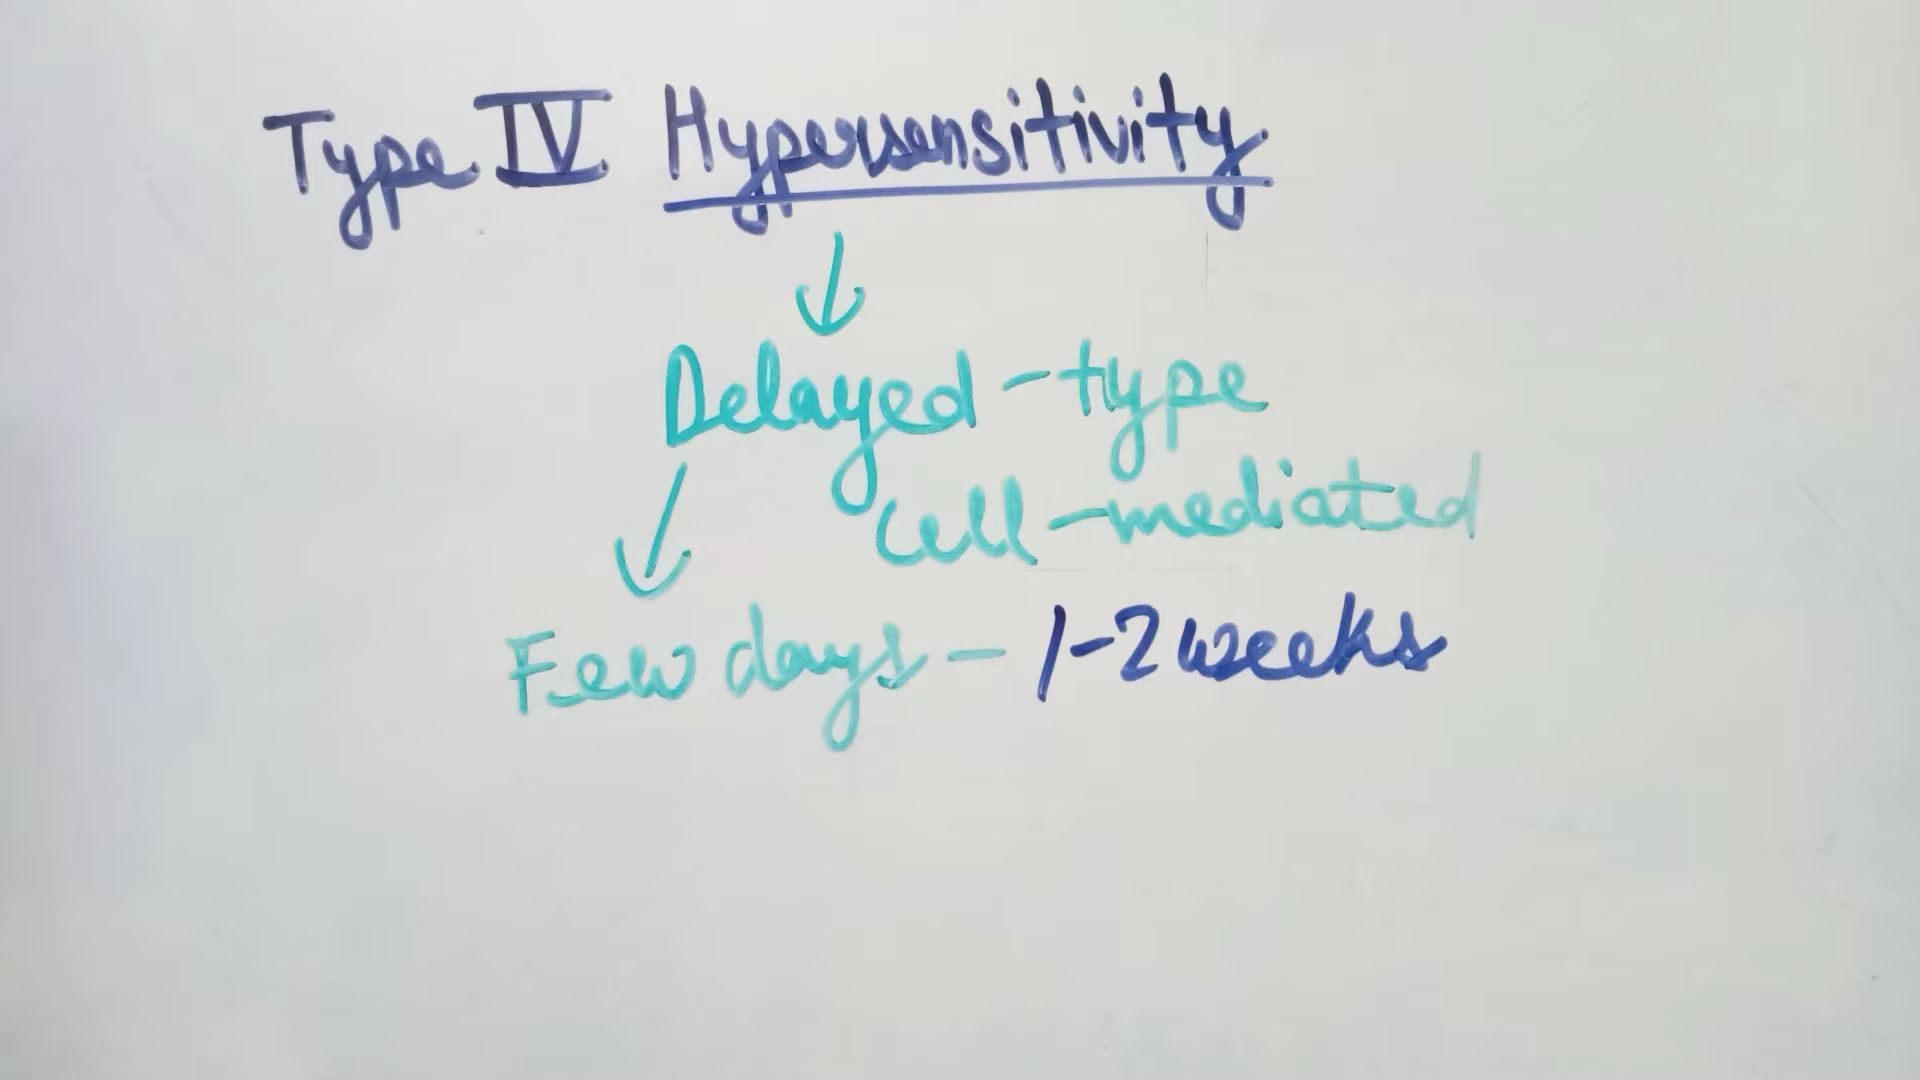 Type IV Hypersensitivity
Delayed-type
cell-mediated
Few days - 1-2 weeks